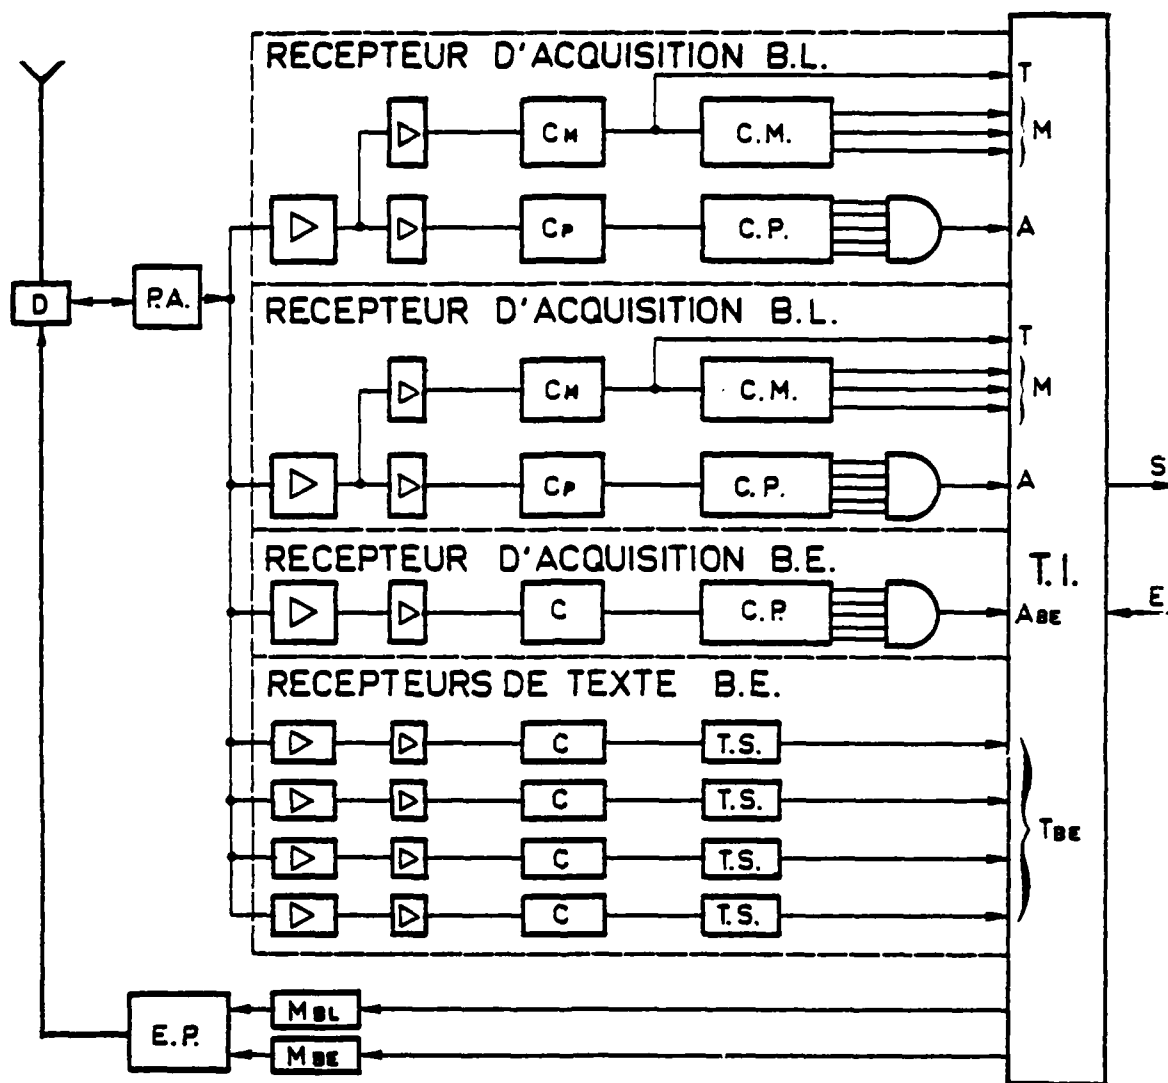 RECEPTEUR D'ACQUISITION B.L.
T
CM
C.M.
M
CP
C.P.
A
D
P.A.
RECEPTEUR D'ACQUISITION B.L.
T
CM
C.M.
M
CP
C.P.
A
S
RECEPTEUR D'ACQUISITION B.E.
T.I.
C
C.P.
ABE
E
RECEPTEURS DE TEXTE B.E.
C
T.S.
C
T.S.
TBE
C
T.S.
C
T.S.
E.P.
MBL
MBE